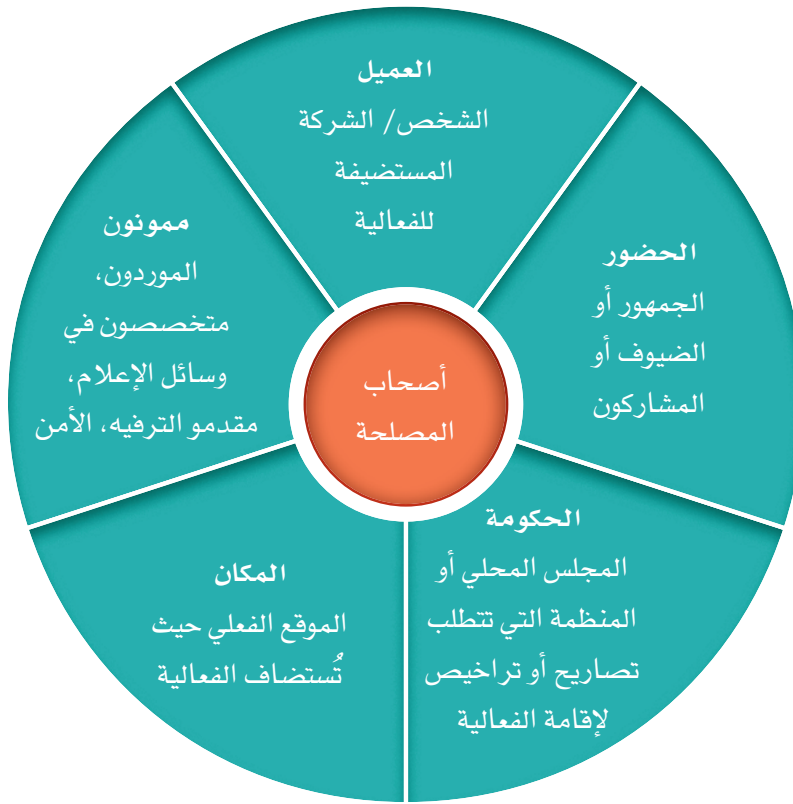 العميل
الشخص/ الشركة
المستضيفة
للفعالية
الحضور
الجمهور أو
الضيوف أو
المشاركون
الحكومة
المجلس المحلي أو
المنظمة التي تتطلب
تصاريح أو تراخيص
لإقامة الفعالية
المكان
الموقع الفعلي حيث
تُستضاف الفعالية
ممونون
الموردون،
متخصصون في
وسائل الإعلام،
مقدمو الترفيه، الأمن
أصحاب
المصلحة